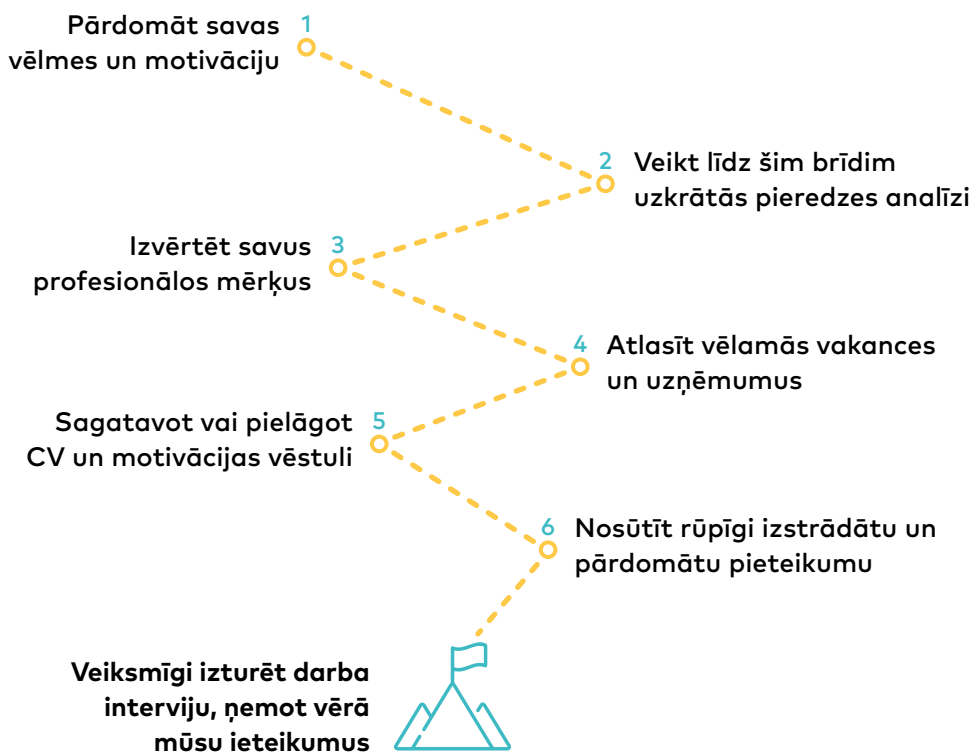 Pārdomāt savas
vēlmes un motivāciju
1
2
Veikt līdz šim brīdim
uzkrātās pieredzes analīzi
Izvērtēt savus
profesionālos mērķus
3
4
Atlasīt vēlamās vakances
un uzņēmumus
Sagatavot vai pielāgot
CV un motivācijas vēstuli
5
6
Nosūtīt rūpīgi izstrādātu un
pārdomātu pieteikumu
Veiksmīgi izturēt darba
interviju, ņemot vērā
mūsu ieteikumus